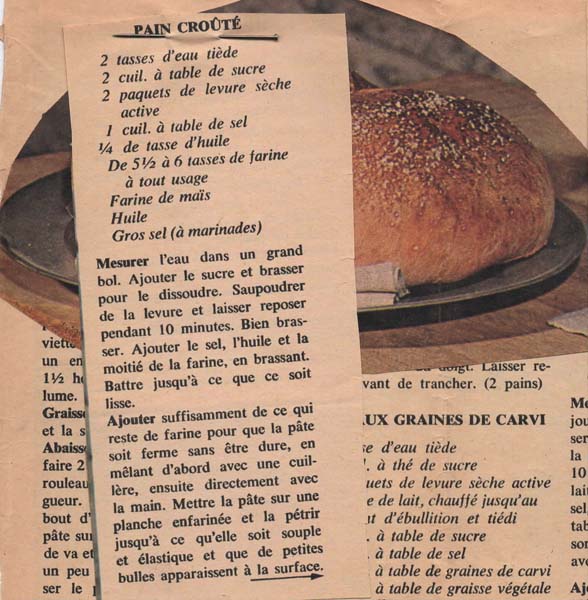 PAIN CROÛTÉ
2 tasses d'eau tiède
2 cuil. à table de sucre
2 paquets de levure sèche
active
1 cuil. à table de sel
¼ de tasse d'huile
De 5½ à 6 tasses de farine
à tout usage
Farine de maïs
Huile
Gros sel (à marinades)
Mesurer l'eau dans un grand
bol. Ajouter le sucre et brasser
pour le dissoudre. Saupoudrer
de la levure et laisser reposer
pendant 10 minutes. Bien bras-
ser. Ajouter le sel, l'huile et la
moitié de la farine, en brassant.
Battre jusqu'à ce que ce soit
lisse.
Ajouter suffisamment de ce qui
reste de farine pour que la pâte
soit ferme sans être dure, en
mêlant d'abord avec une cuil-
lère, ensuite directement avec
la main. Mettre la pâte sur une
planche enfarinée et la pétrir
jusqu'à ce qu'elle soit souple
et élastique et que de petites
bulles apparaissent à la surface.
viette
un en
1½ h
lume.
Graiss
et la s
Abaiss
faire 2
rouleau
gueur.
bout d'
pâte su
de va et
un peu
ser le
doigt. Laisser re-
vant de trancher. (2 pains)
UX GRAINES DE CARVI
e d'eau tiède
. à thé de sucre
uets de levure sèche active
e de lait, chauffé jusqu'au
t d'ébullition et tiédi
. à table de sucre
à table de sel
à table de graines de carvi
à table de graisse végétale
Me
jou
ser
la
10
lait
sel,
tab
son
ave
Aj